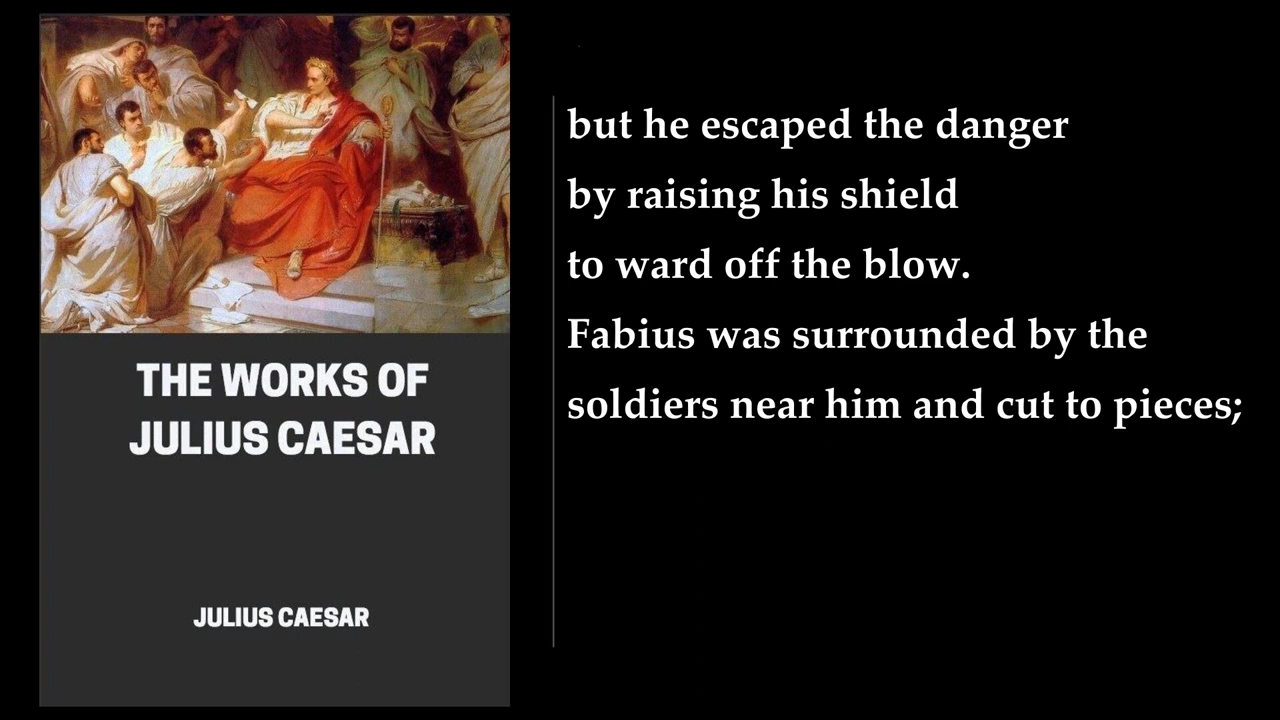 THE WORKS OF
JULIUS CAESAR
JULIUS CAESAR
but he escaped the danger
by raising his shield
to ward off the blow.
Fabius was surrounded by the
soldiers near him and cut to pieces;